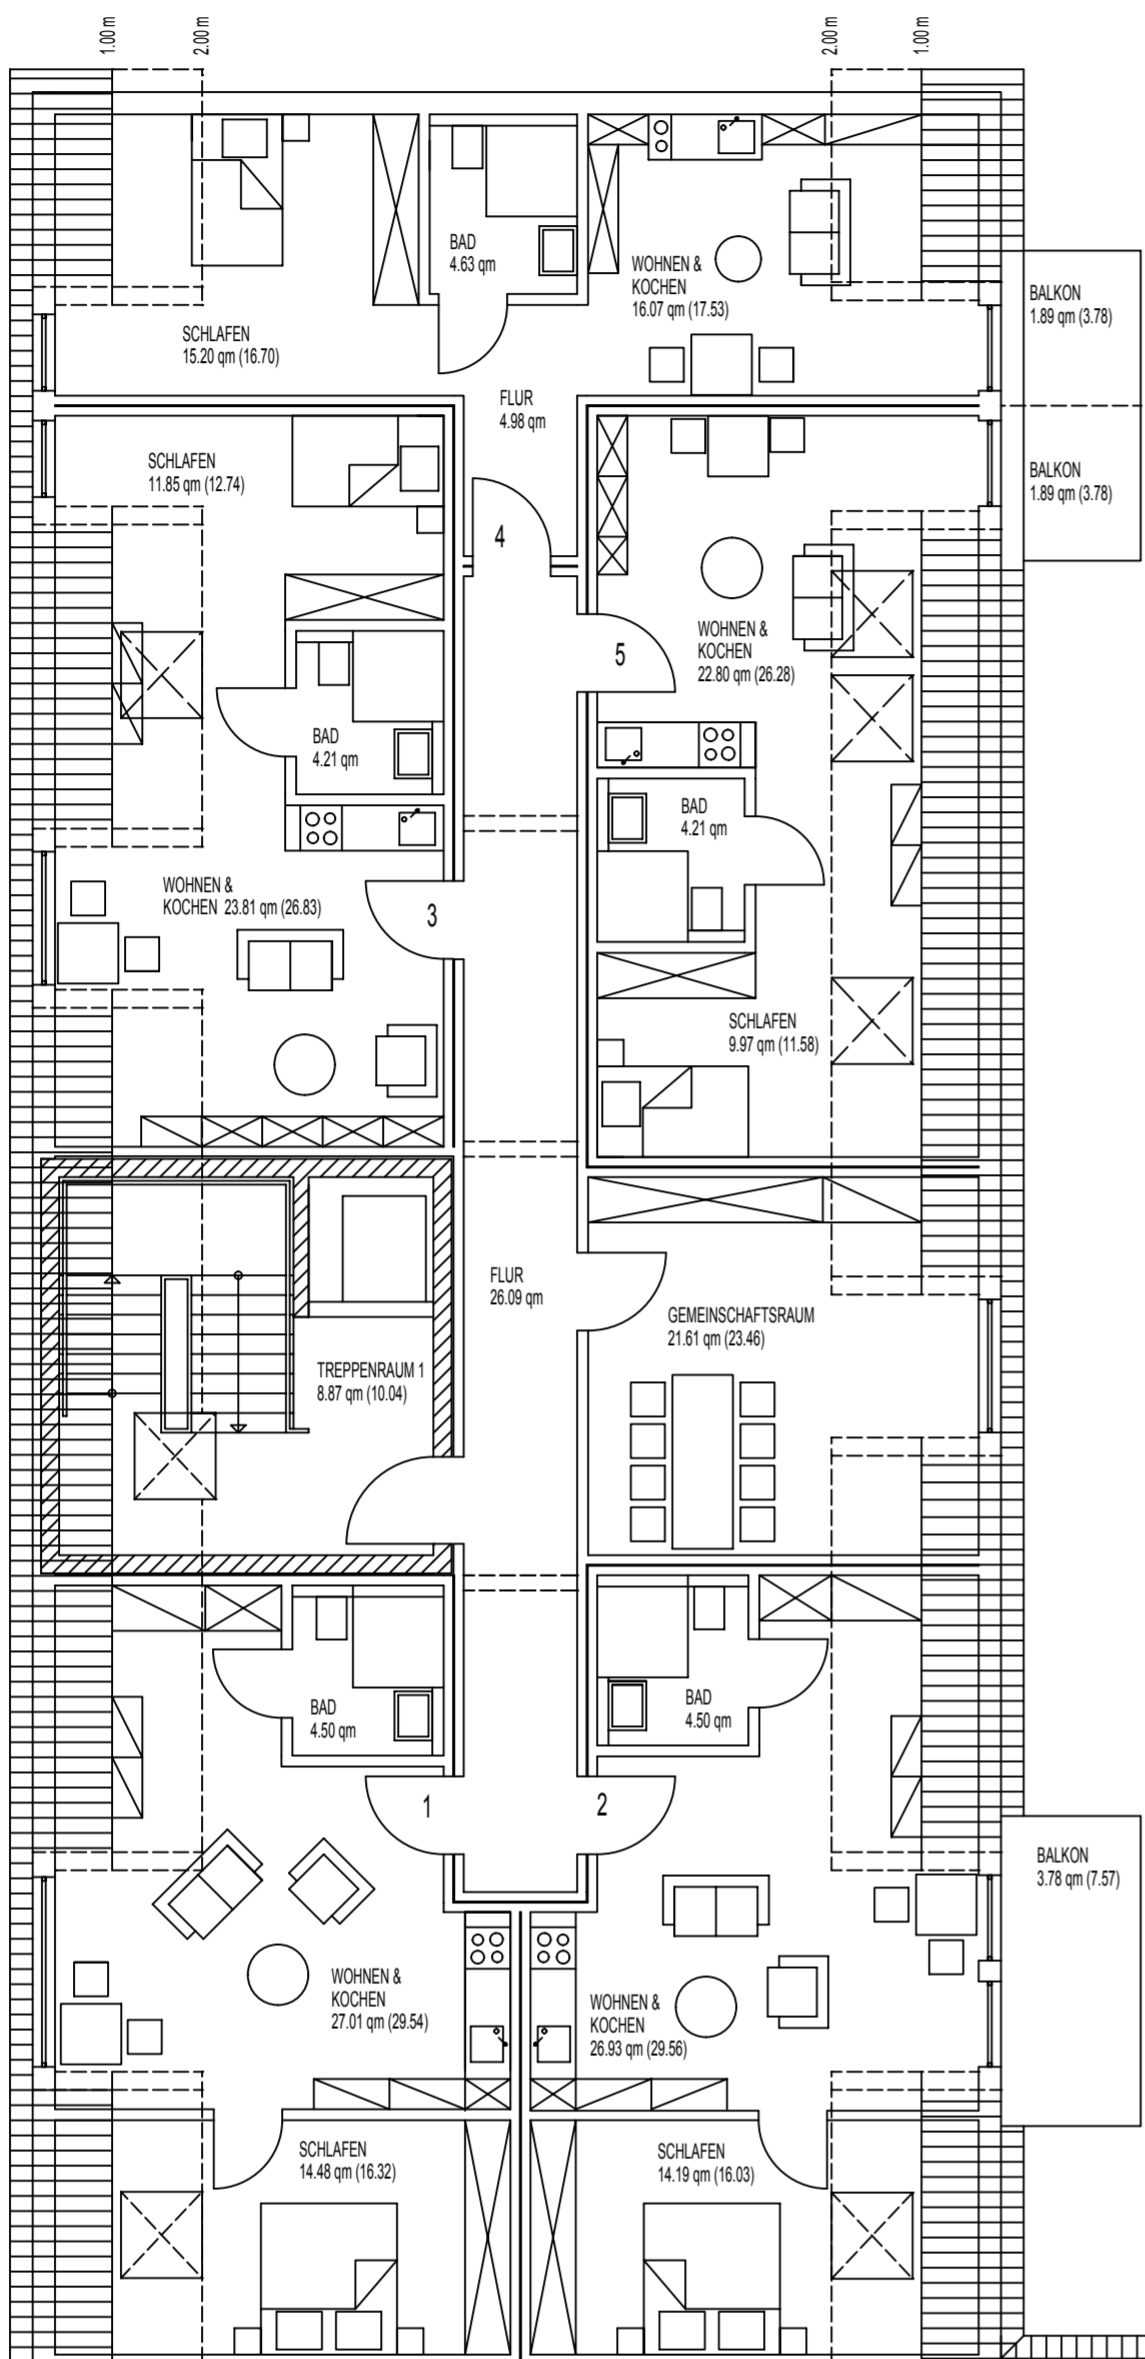 1.00 m
2.00 m
2.00 m
1.00 m
BAD
4.63 qm
WOHNEN &
KOCHEN
16.07 qm (17.53)
BALKON
1.89 qm (3.78)
SCHLAFEN
15.20 qm (16.70)
FLUR
4.98 qm
SCHLAFEN
11.85 qm (12.74)
BALKON
1.89 qm (3.78)
4
WOHNEN &
KOCHEN
22.80 qm (26.28)
5
BAD
4.21 qm
BAD
4.21 qm
WOHNEN &
KOCHEN 23.81 qm (26.83)
3
SCHLAFEN
9.97 qm (11.58)
FLUR
26.09 qm
GEMEINSCHAFTSRAUM
21.61 qm (23.46)
TREPPENRAUM 1
8.87 qm (10.04)
BAD
4.50 qm
BAD
4.50 qm
1
2
BALKON
3.78 qm (7.57)
WOHNEN &
KOCHEN
27.01 qm (29.54)
WOHNEN &
KOCHEN
26.93 qm (29.56)
SCHLAFEN
14.48 qm (16.32)
SCHLAFEN
14.19 qm (16.03)